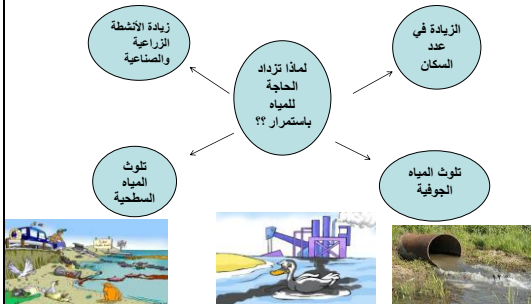 الزيادة في
عدد
السكان
زيادة الأنشطة
الزراعية
والصناعية
لماذا تزداد
الحاجة
للمياه
باستمرار ؟؟
تلوث المياه
الجوفية
تلوث
المياه
السطحية